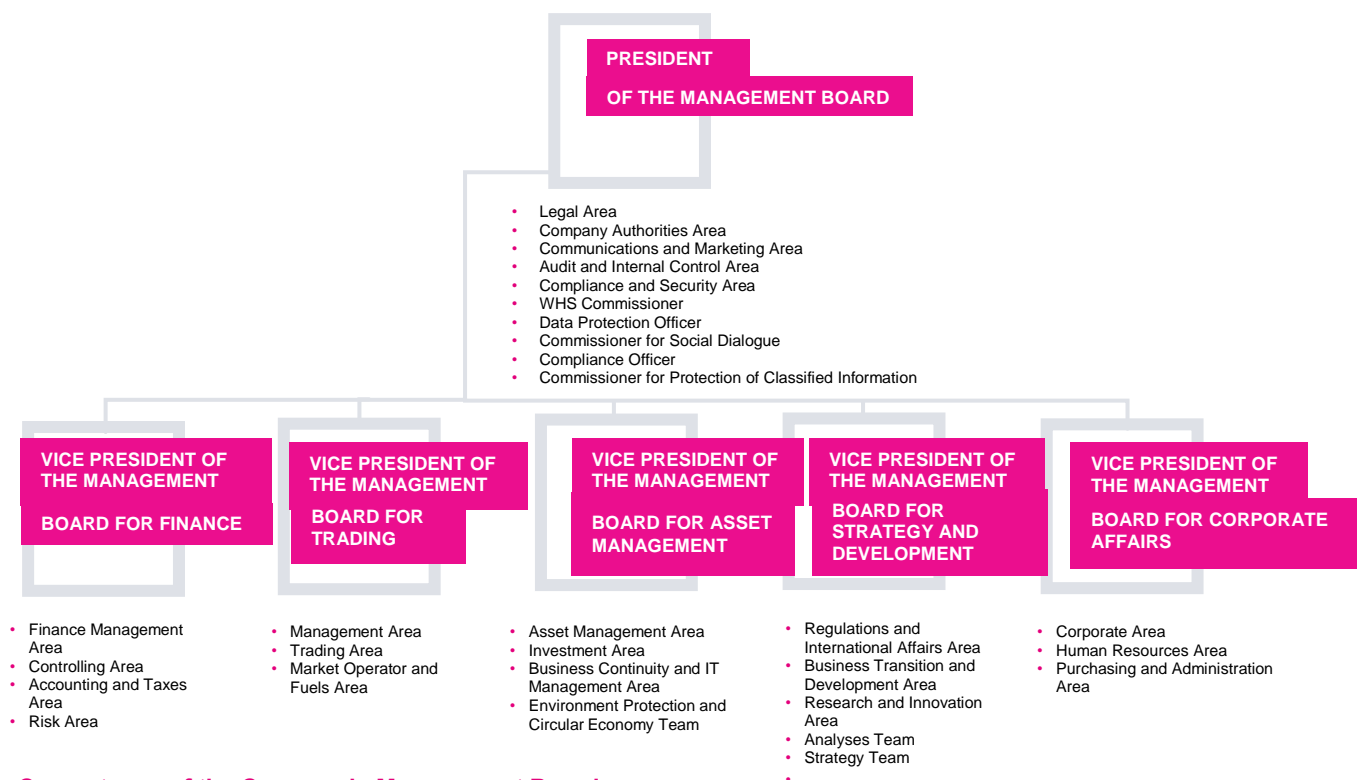 PRESIDENT
OF THE MANAGEMENT BOARD
• Legal Area
• Company Authorities Area
• Communications and Marketing Area
• Audit and Internal Control Area
• Compliance and Security Area
• WHS Commissioner
• Data Protection Officer
• Commissioner for Social Dialogue
• Compliance Officer
• Commissioner for Protection of Classified Information
VICE PRESIDENT OF
THE MANAGEMENT
BOARD FOR FINANCE
• Finance Management
Area
• Controlling Area
• Accounting and Taxes
Area
• Risk Area
VICE PRESIDENT OF
THE MANAGEMENT
BOARD FOR
TRADING
• Management Area
• Trading Area
• Market Operator and
Fuels Area
VICE PRESIDENT OF
THE MANAGEMENT
BOARD FOR ASSET
MANAGEMENT
• Asset Management Area
• Investment Area
• Business Continuity and IT
Management Area
• Environment Protection and
Circular Economy Team
VICE PRESIDENT OF
THE MANAGEMENT
BOARD FOR
STRATEGY AND
DEVELOPMENT
• Regulations and
International Affairs Area
• Business Transition and
Development Area
• Research and Innovation
Area
• Analyses Team
• Strategy Team
VICE PRESIDENT OF
THE MANAGEMENT
BOARD FOR CORPORATE
AFFAIRS
• Corporate Area
• Human Resources Area
• Purchasing and Administration
Area